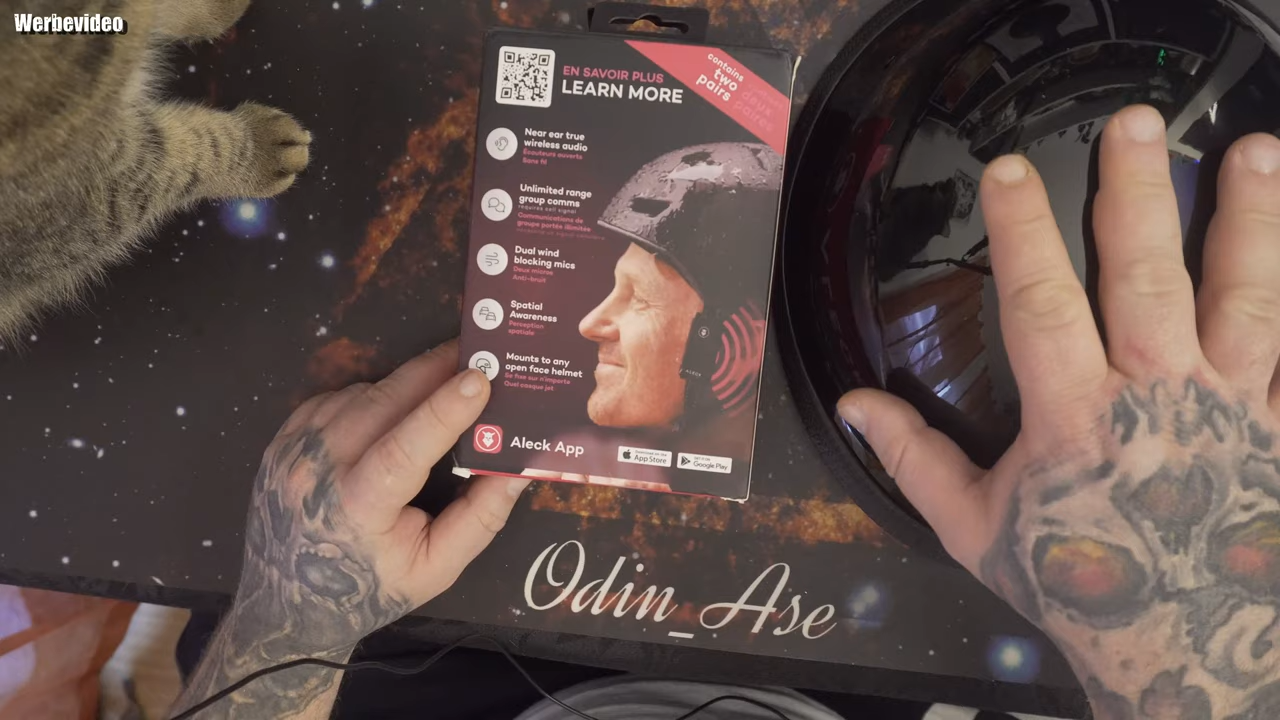 Werbevideo
EN SAVOIR PLUS
LEARN MORE
contains
two
pairs
deux
paires
Near ear true
wireless audio
Écouteurs ouverts
Sans fil
Unlimited range
group comms
requires cell signal
Communications de
groupe portée illimitée
Dual wind
blocking mics
Deux micros
Anti-bruit
Spatial
Awareness
Perception
spatiale
Mounts to any
open face helmet
Se fixe sur n'importe
Quel casque jet
Aleck App
App Store
Google Play
Odin_Ase